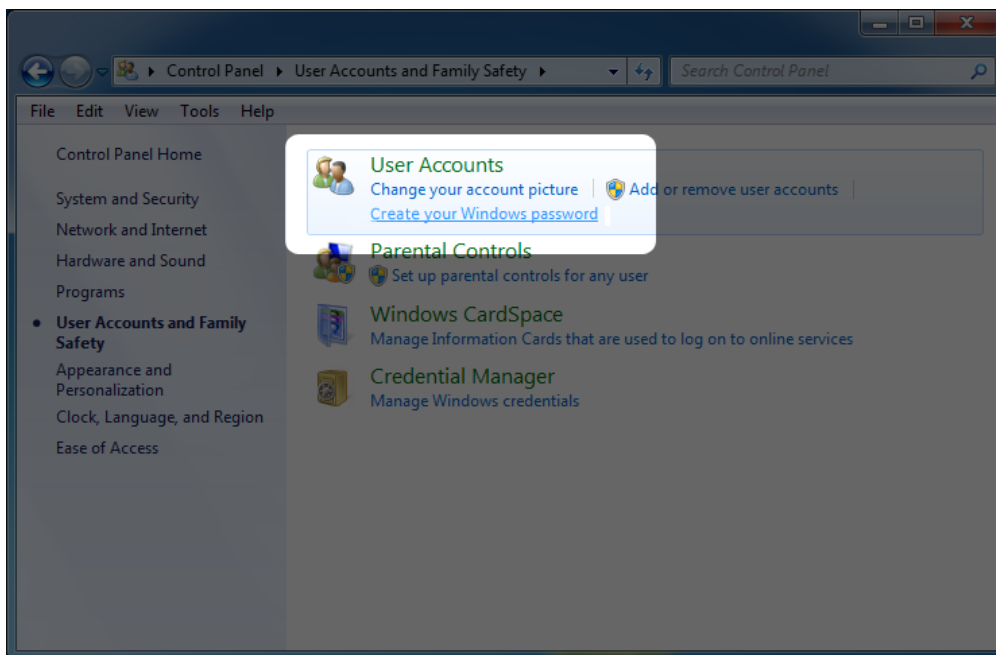 Control Panel
User Accounts and Family Safety
Search Control Panel
File Edit View Tools Help
Control Panel Home
System and Security
Network and Internet
Hardware and Sound
Programs
User Accounts and Family
Safety
Appearance and
Personalization
Clock, Language, and Region
Ease of Access
User Accounts
Change your account picture
Add or remove user accounts
Create your Windows password
Parental Controls
Set up parental controls for any user
Windows CardSpace
Manage Information Cards that are used to log on to online services
Credential Manager
Manage Windows credentials